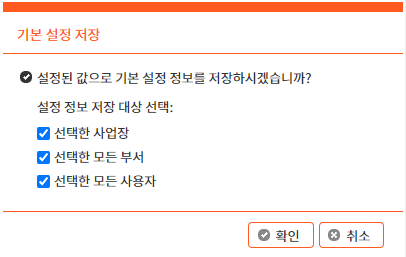 기본 설정 저장
설정된 값으로 기본 설정 정보를 저장하시겠습니까?
설정 정보 저장 대상 선택:
선택한 사업장
선택한 모든 부서
선택한 모든 사용자
확인 취소